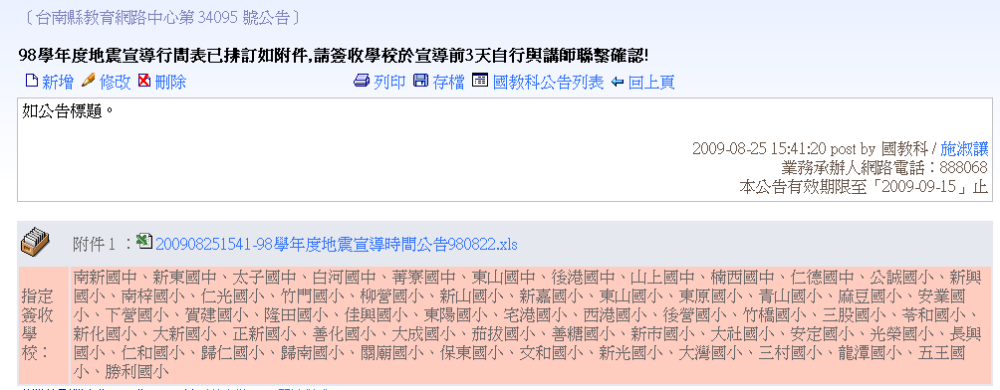 〔台南縣教育網路中心第 34095 號公告〕
98學年度地震宣導行間表已排訂如附件,請簽收學校於宣導前3天自行與講師聯繫確認!
新增 修改 刪除 列印 存檔 國教科公告列表 回上頁
如公告標題。
2009-08-25 15:41:20 post by 國教科 / 施淑讓
業務承辦人網路電話：888068
本公告有效期限至「2009-09-15」止
附件 1 ： 200908251541-98學年度地震宣導時間公告980822.xls
指定簽收學校：
南新國中、新東國中、太子國中、白河國中、菁寮國中、東山國中、後港國中、山上國中、楠西國中、仁德國中、公誠國小、新興
國小、南梓國小、仁光國小、竹門國小、柳營國小、新山國小、新嘉國小、東山國小、東原國小、青山國小、麻豆國小、安業國
小、下營國小、賀建國小、隆田國小、佳興國小、東陽國小、宅港國小、西港國小、後營國小、竹橋國小、三股國小、苓和國小、
新化國小、大新國小、正新國小、善化國小、大成國小、茄拔國小、善糖國小、新市國小、大社國小、安定國小、光榮國小、長興
國小、仁和國小、歸仁國小、歸南國小、關廟國小、保東國小、文和國小、新光國小、大灣國小、三村國小、龍潭國小、五王國
小、勝利國小